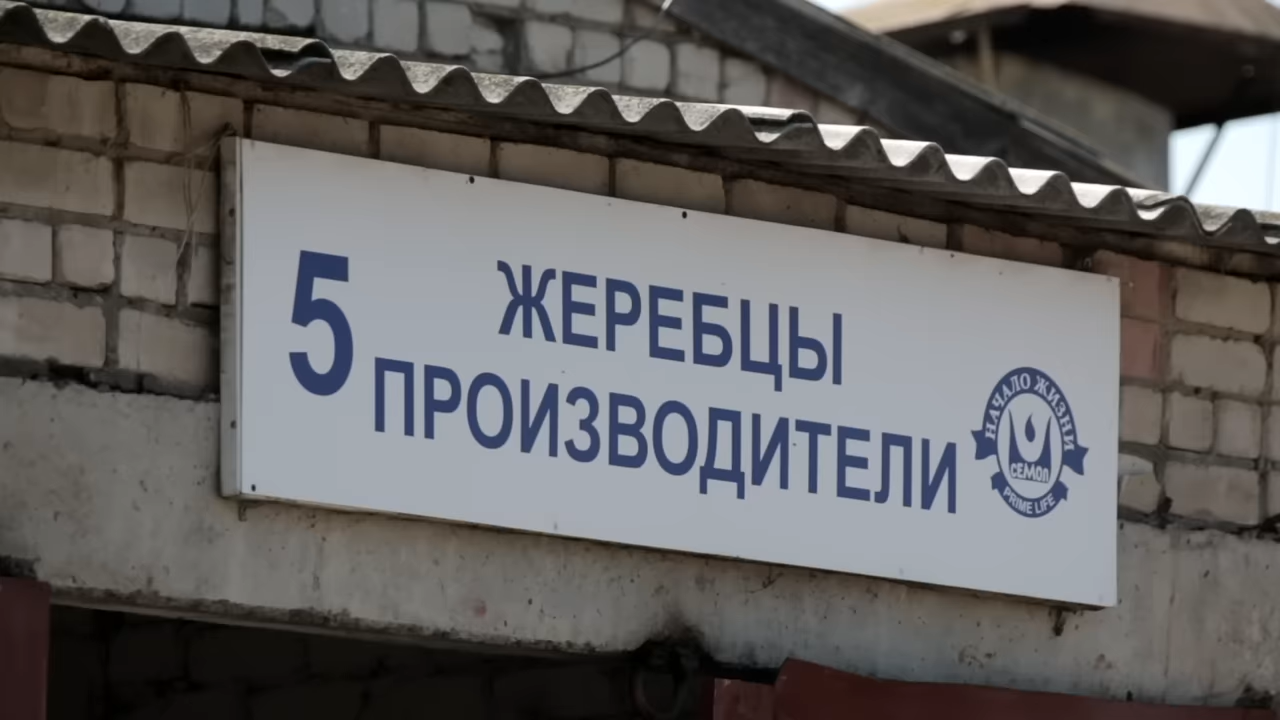 5 ЖЕРЕБЦЫ
ПРОИЗВОДИТЕЛИ
НАЧАЛО ЖИЗНИ
СЕМОЛ
PRIME LIFE